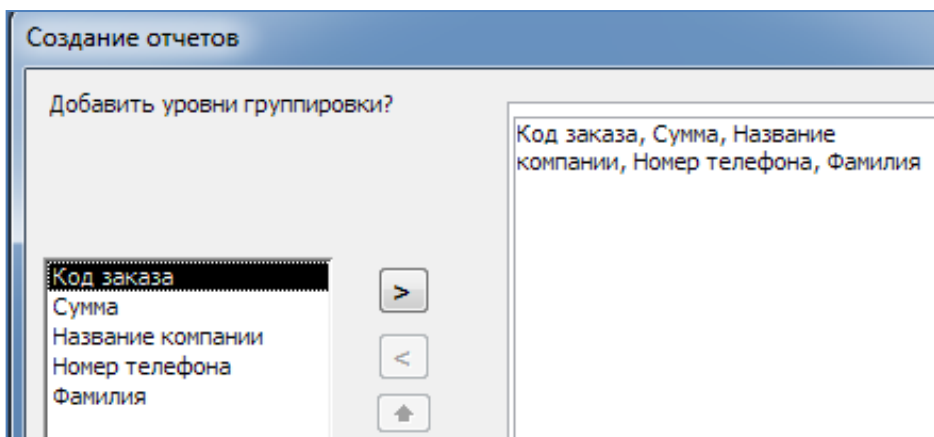 Создание отчетов
Добавить уровни группировки?
Код заказа, Сумма, Название
компании, Номер телефона, Фамилия
Код заказа
Сумма
Название компании
Номер телефона
Фамилия
>
<